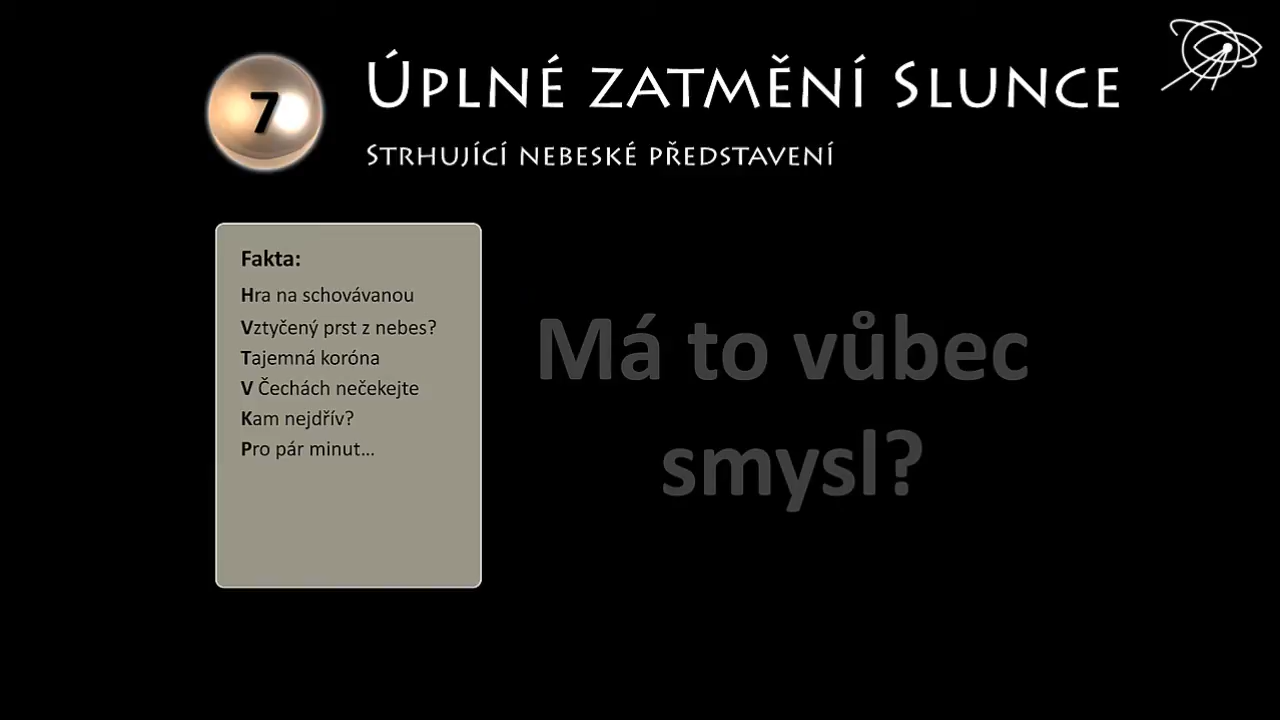 7
Úplné zatmění Slunce
Strhující nebeské představení
Fakta:
Hra na schovávanou
Vztyčený prst z nebes?
Tajemná koróna
V Čechách nečekejte
Kam nejdřív?
Pro pár minut...
Má to vůbec
smysl?